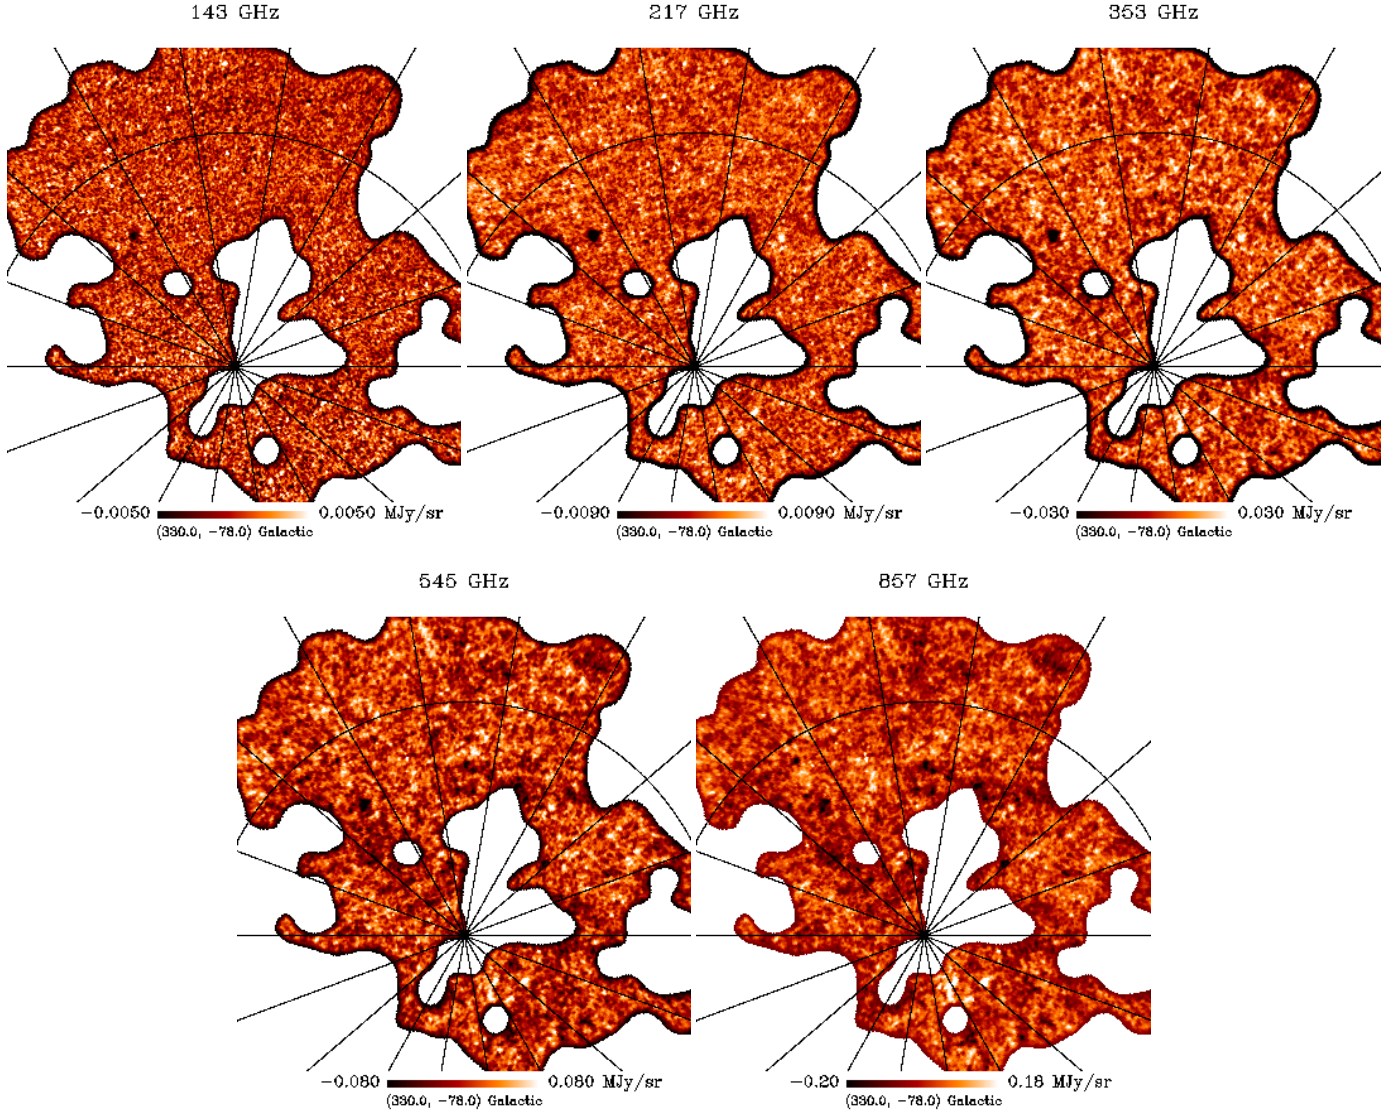 143 GHz 217 GHz 353 GHz
−0.0050 0.0050 MJy/sr −0.0090 0.0090 MJy/sr −0.030 0.030 MJy/sr
(330.0, −78.0) Galactic (330.0, −78.0) Galactic (330.0, −78.0) Galactic
545 GHz 857 GHz
−0.080 0.080 MJy/sr −0.20 0.18 MJy/sr
(330.0, −78.0) Galactic (330.0, −78.0) Galactic